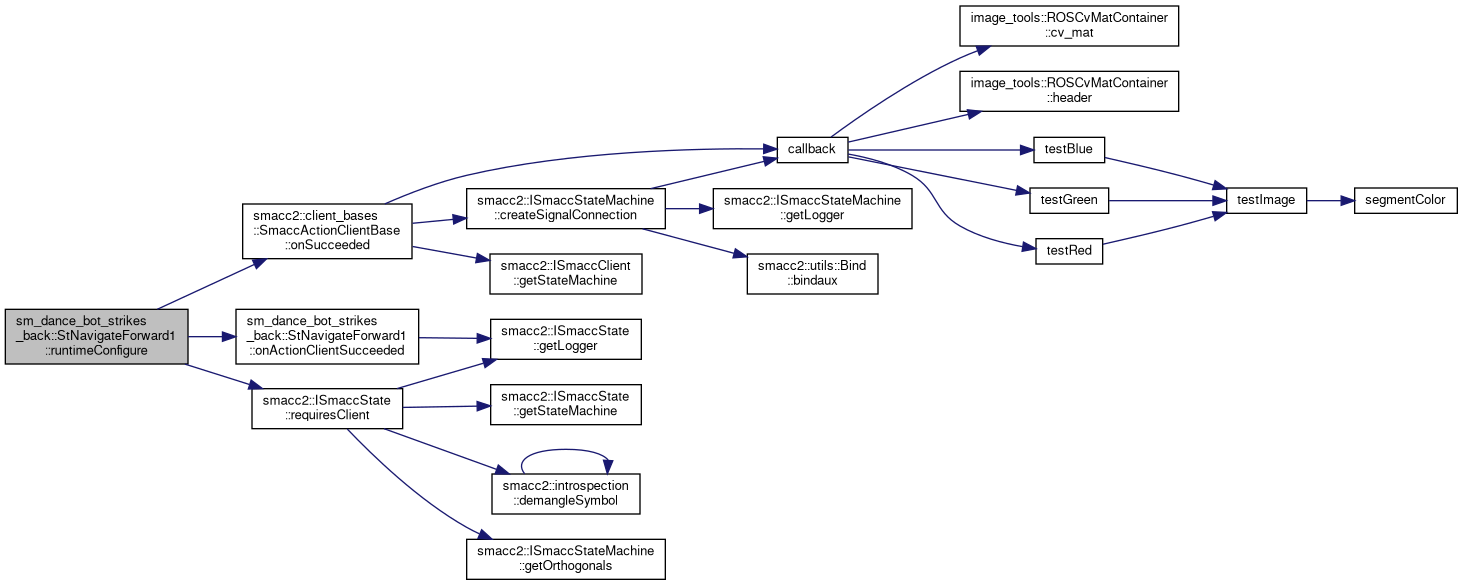 sm_dance_bot_strikes
_back::StNavigateForward1
::runtimeConfigure
smacc2::client_bases
::SmaccActionClientBase
::onSucceeded
sm_dance_bot_strikes
_back::StNavigateForward1
::onActionClientSucceeded
smacc2::ISmaccState
::requiresClient
smacc2::ISmaccStateMachine
::createSignalConnection
smacc2::ISmaccClient
::getStateMachine
smacc2::ISmaccState
::getLogger
smacc2::ISmaccState
::getStateMachine
smacc2::introspection
::demangleSymbol
smacc2::ISmaccStateMachine
::getOrthogonals
callback
smacc2::ISmaccStateMachine
::getLogger
smacc2::utils::Bind
::bindaux
image_tools::ROSCvMatContainer
::cv_mat
image_tools::ROSCvMatContainer
::header
testBlue
testGreen
testRed
testImage
segmentColor